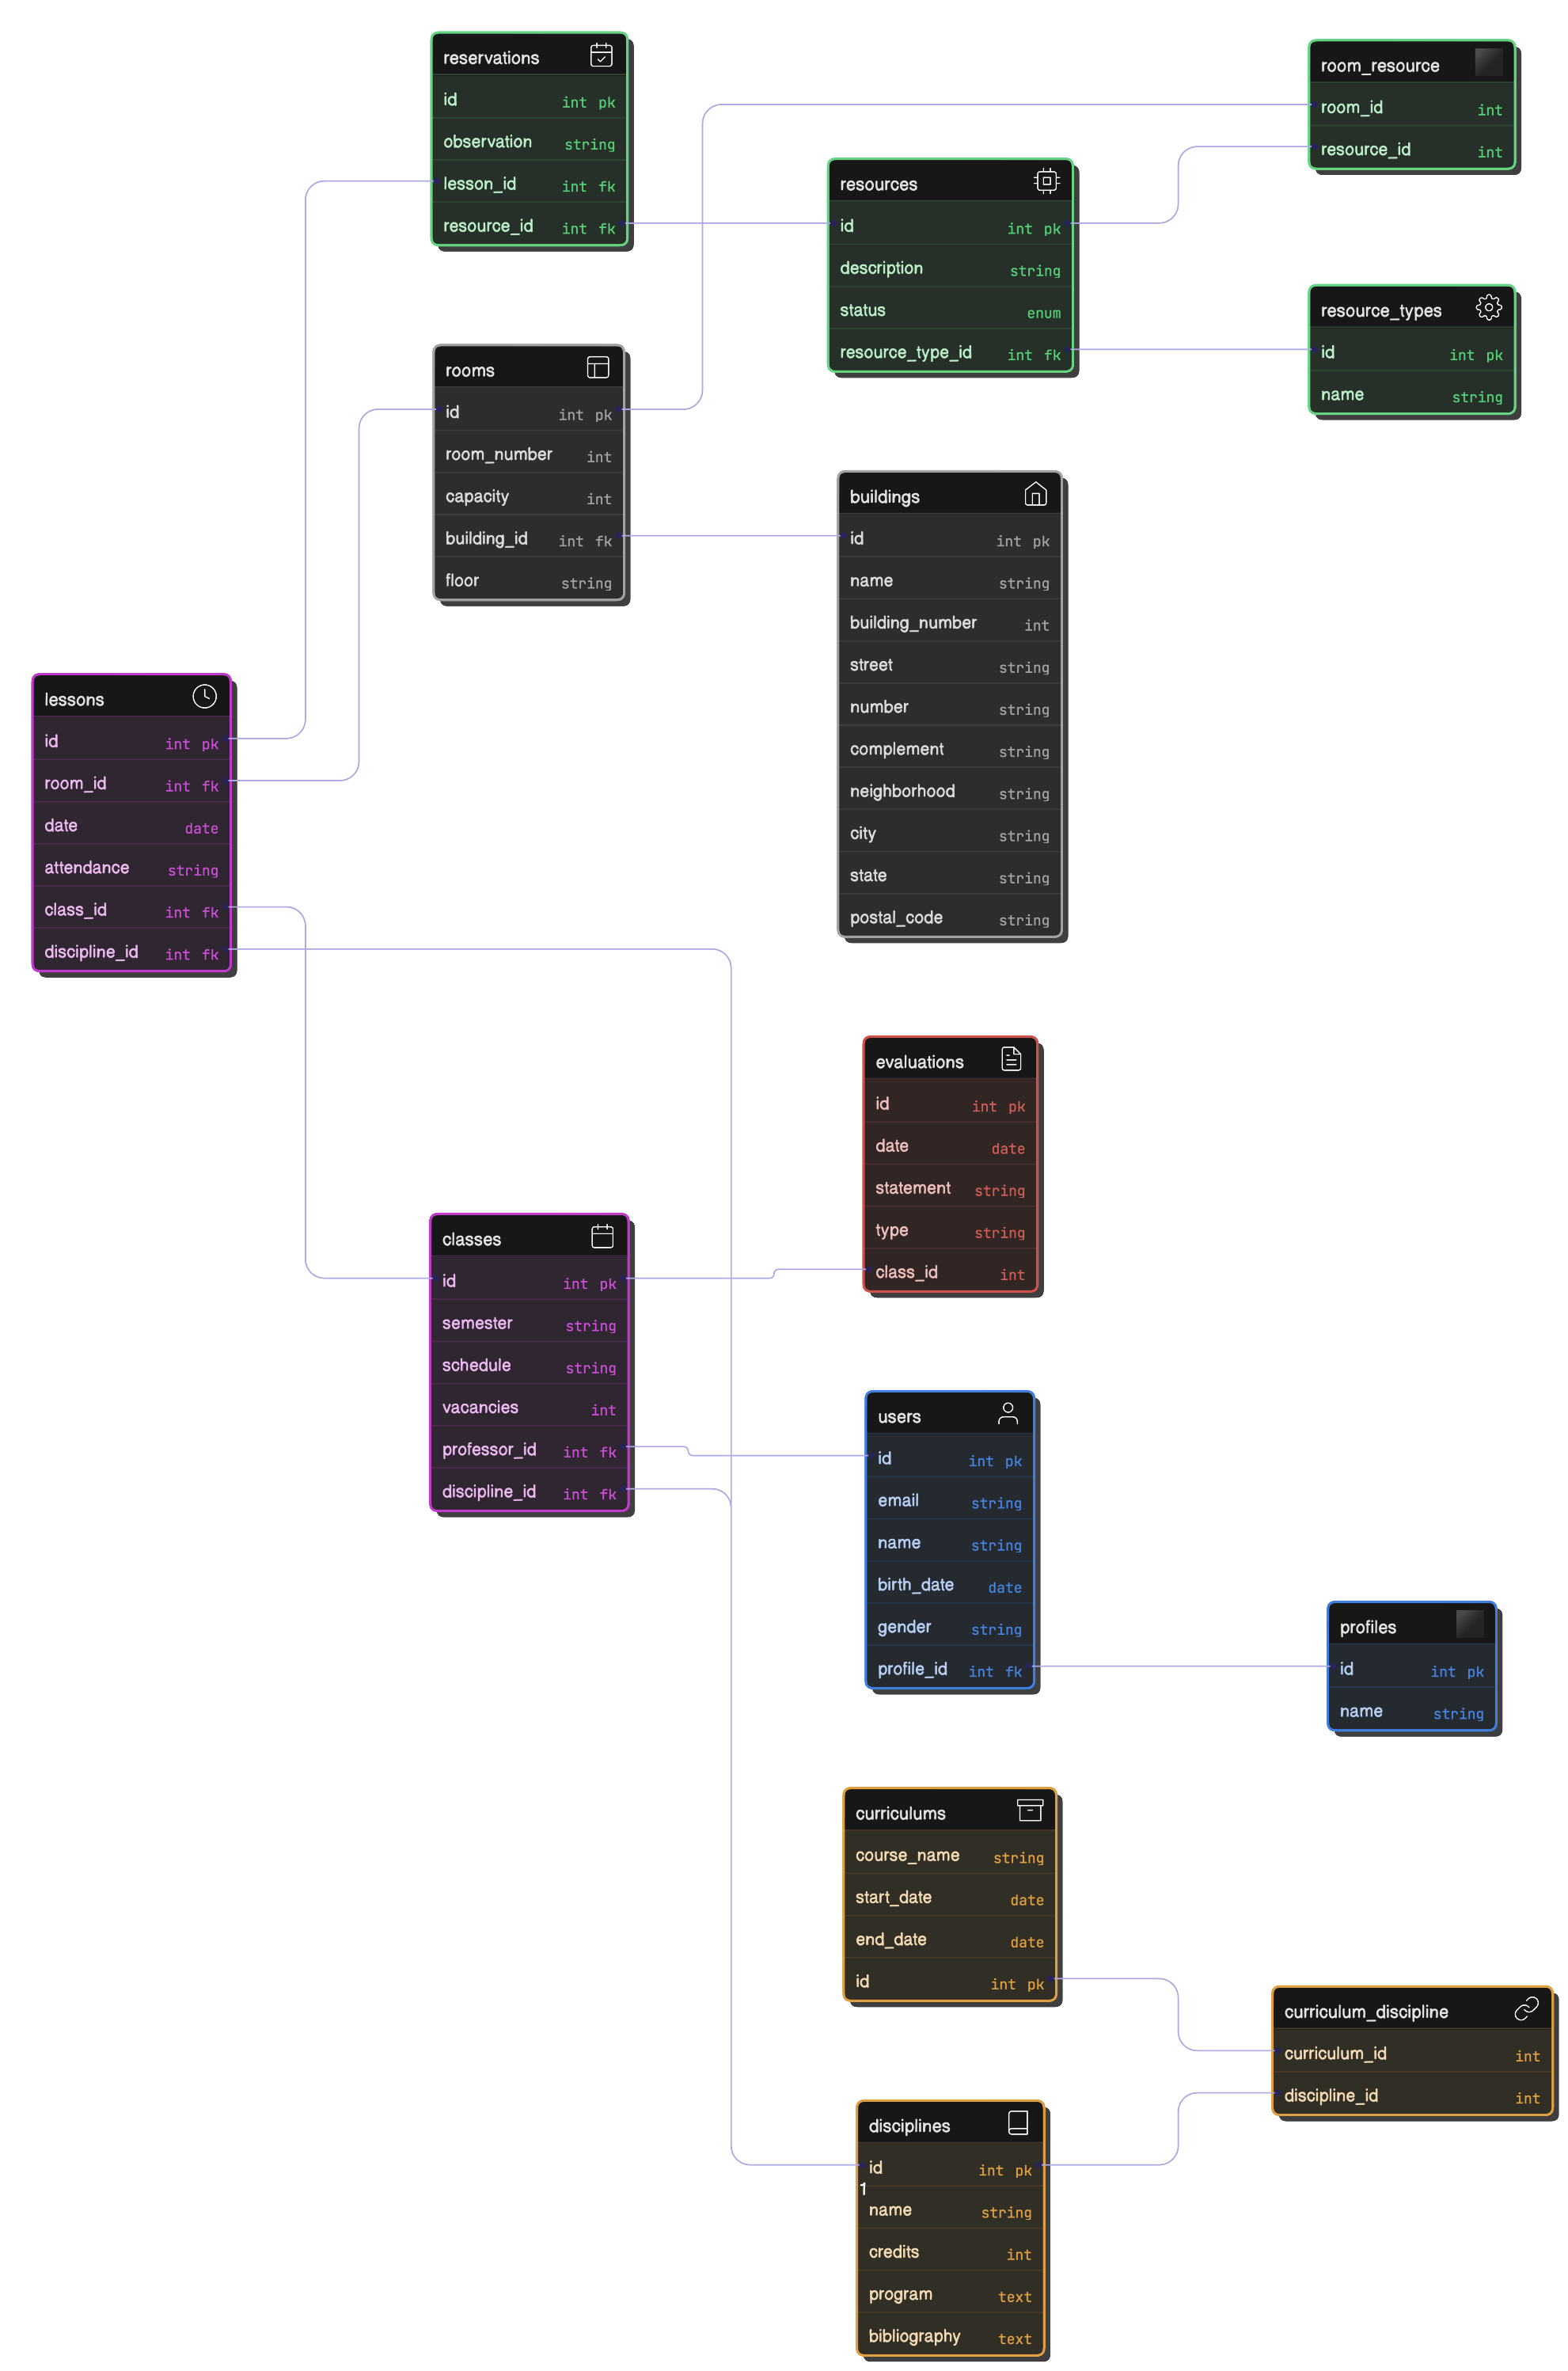 reservations
id int pk
observation string
lesson_id int fk
resource_id int fk
room_resource
room_id int
resource_id int
resources
id int pk
description string
status enum
resource_type_id int fk
resource_types
id int pk
name string
rooms
id int pk
room_number int
capacity int
building_id int fk
floor string
buildings
id int pk
name string
building_number int
street string
number string
complement string
neighborhood string
city string
state string
postal_code string
lessons
id int pk
room_id int fk
date date
attendance string
class_id int fk
discipline_id int fk
evaluations
id int pk
date date
statement string
type string
class_id int
classes
id int pk
semester string
schedule string
vacancies int
professor_id int fk
discipline_id int fk
users
id int pk
email string
name string
birth_date date
gender string
profile_id int fk
profiles
id int pk
name string
curriculums
course_name string
start_date date
end_date date
id int pk
curriculum_discipline
curriculum_id int
discipline_id int
disciplines
id int pk
1
name string
credits int
program text
bibliography text